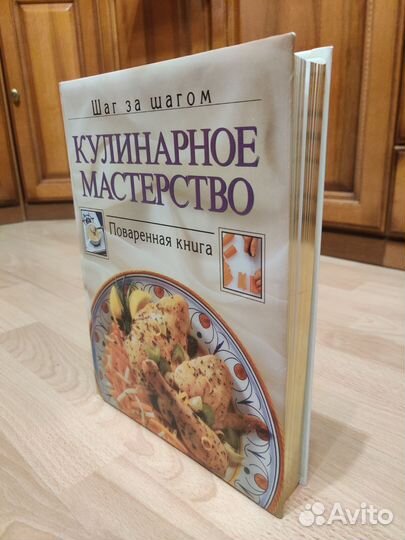 Шаг за шагом
КУЛИНАРНОЕ
МАСТЕРСТВО
Поваренная книга
Avito